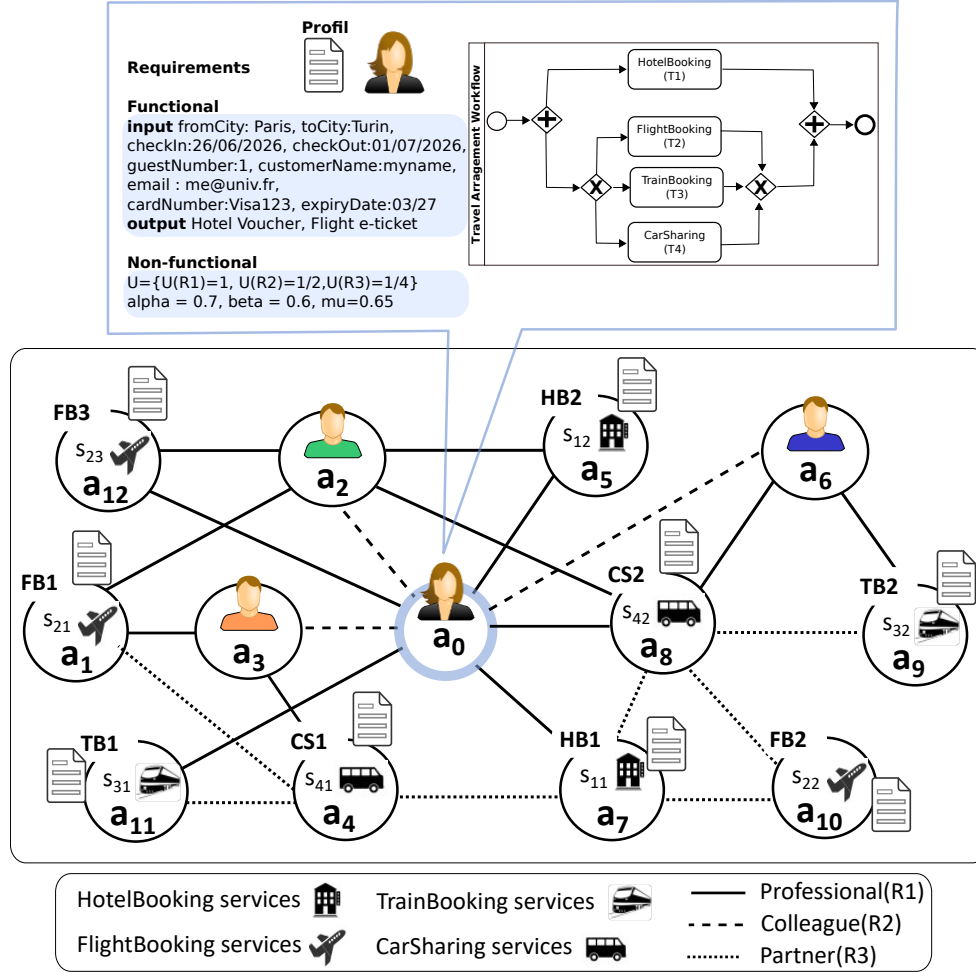 Profil
Requirements
Functional
input fromCity: Paris, toCity:Turin,
checkIn:26/06/2026, checkOut:01/07/2026,
guestNumber:1, customerName:myname,
email : me@univ.fr,
cardNumber:Visa123, expiryDate:03/27
output Hotel Voucher, Flight e-ticket
Non-functional
U={U(R1)=1, U(R2)=1/2,U(R3)=1/4}
alpha = 0.7, beta = 0.6, mu=0.65
Travel Arragement Workflow
HotelBooking
(T1)
FlightBooking
(T2)
X
TrainBooking
(T3)
X
CarSharing
(T4)
FB3
s23
a12
a2
HB2
s12
a5
a6
FB1
s21
a1
a3
a0
CS2
s42
a8
TB2
s32
a9
TB1
s31
a11
CS1
s41
a4
HB1
s11
a7
FB2
s22
a10
HotelBooking services
TrainBooking services
Professional(R1)
Colleague(R2)
FlightBooking services
CarSharing services
Partner(R3)